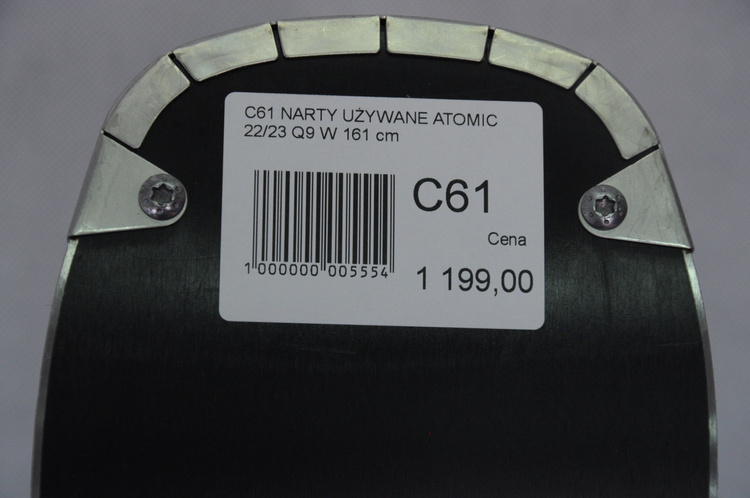 C61 NARTY UŻYWANE ATOMIC
22/23 Q9 W 161 cm
C61
Cena
1 000000 005554
1 199,00